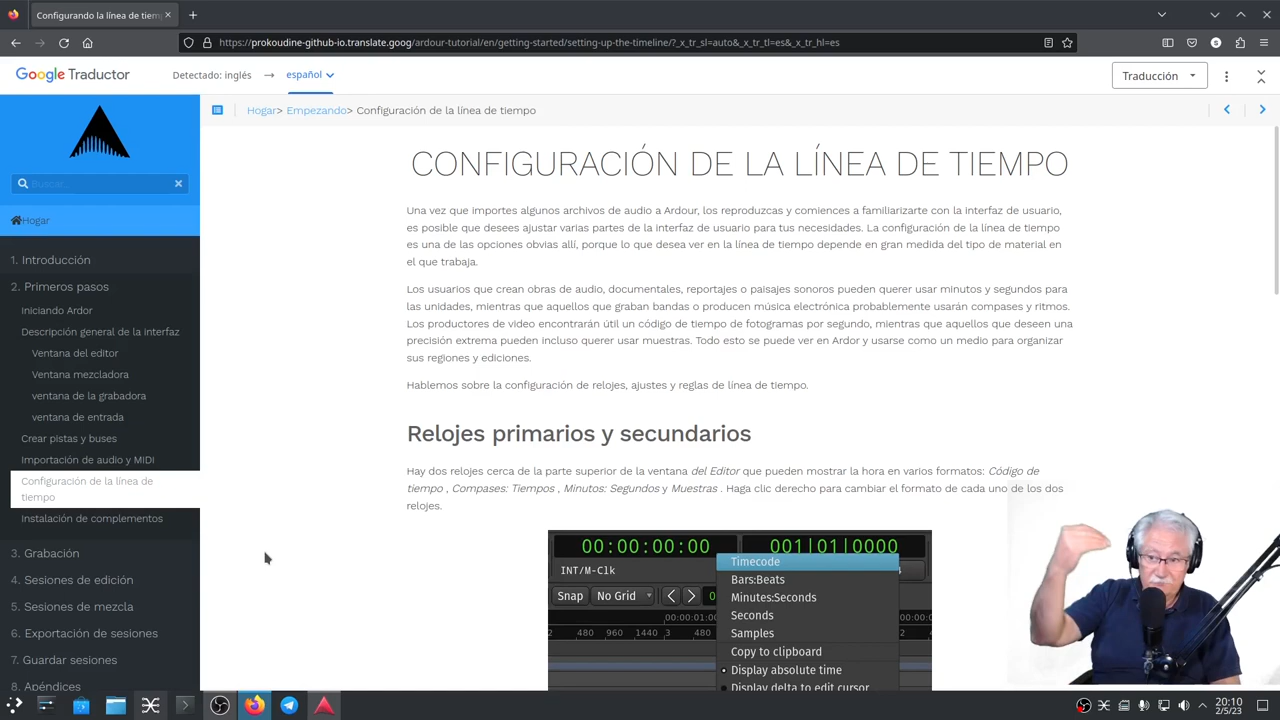 Configurando la línea de tiem
https://prokoudine-github-io.translate.goog/ardour-tutorial/en/getting-started/setting-up-the-timeline/?_x_tr_sl=auto&_x_tr_tl=es&_x_tr_hl=es
Google Traductor
Detectado: inglés → español
Traducción
Hogar> Empezando> Configuración de la línea de tiempo
Buscar...
Hogar
1. Introducción
2. Primeros pasos
Iniciando Ardor
Descripción general de la interfaz
Ventana del editor
Ventana mezcladora
ventana de la grabadora
ventana de entrada
Crear pistas y buses
Importación de audio y MIDI
Configuración de la línea de
tiempo
Instalación de complementos
3. Grabación
4. Sesiones de edición
5. Sesiones de mezcla
6. Exportación de sesiones
7. Guardar sesiones
8. Apéndices
CONFIGURACIÓN DE LA LÍNEA DE TIEMPO
Una vez que importes algunos archivos de audio a Ardour, los reproduzcas y comiences a familiarizarte con la interfaz de usuario,
es posible que desees ajustar varias partes de la interfaz de usuario para tus necesidades. La configuración de la línea de tiempo
es una de las opciones obvias allí, porque lo que desea ver en la línea de tiempo depende en gran medida del tipo de material en
el que trabaja.
Los usuarios que crean obras de audio, documentales, reportajes o paisajes sonoros pueden querer usar minutos y segundos para
las unidades, mientras que aquellos que graban bandas o producen música electrónica probablemente usarán compases y ritmos.
Los productores de video encontrarán útil un código de tiempo de fotogramas por segundo, mientras que aquellos que deseen una
precisión extrema pueden incluso querer usar muestras. Todo esto se puede ver en Ardor y usarse como un medio para organizar
sus regiones y ediciones.
Hablemos sobre la configuración de relojes, ajustes y reglas de línea de tiempo.
Relojes primarios y secundarios
Hay dos relojes cerca de la parte superior de la ventana del Editor que pueden mostrar la hora en varios formatos: Código de
tiempo , Compases: Tiempos , Minutos: Segundos y Muestras . Haga clic derecho para cambiar el formato de cada uno de los dos
relojes.
00:00:00:00 001|01|0000
INT/M-Clk
Timecode
Bars:Beats
Snap No Grid
Minutes:Seconds
Seconds
00:00:01:00
480 960 1440 3 480
Samples
Copy to clipboard
Display absolute time
Display delta to edit cursor
20:10
2/5/23